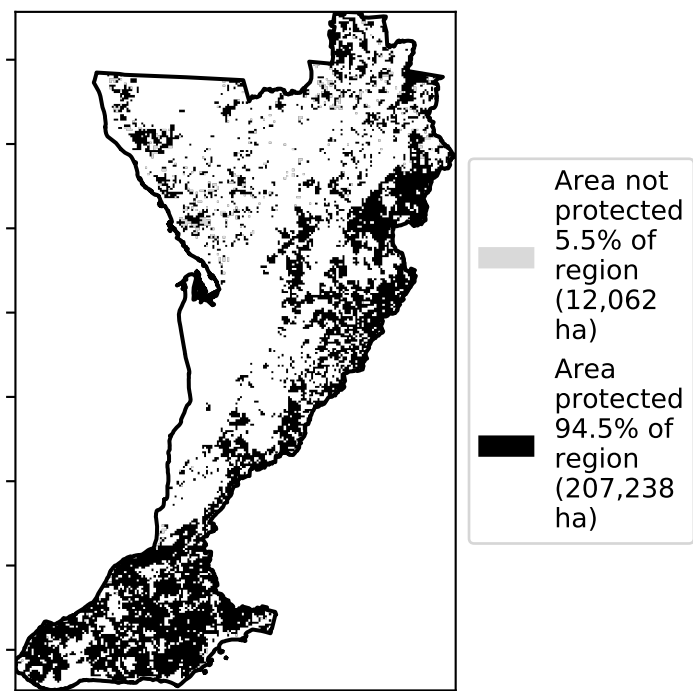 Area not
protected
5.5% of
region
(12,062
ha)
Area
protected
94.5% of
region
(207,238
ha)